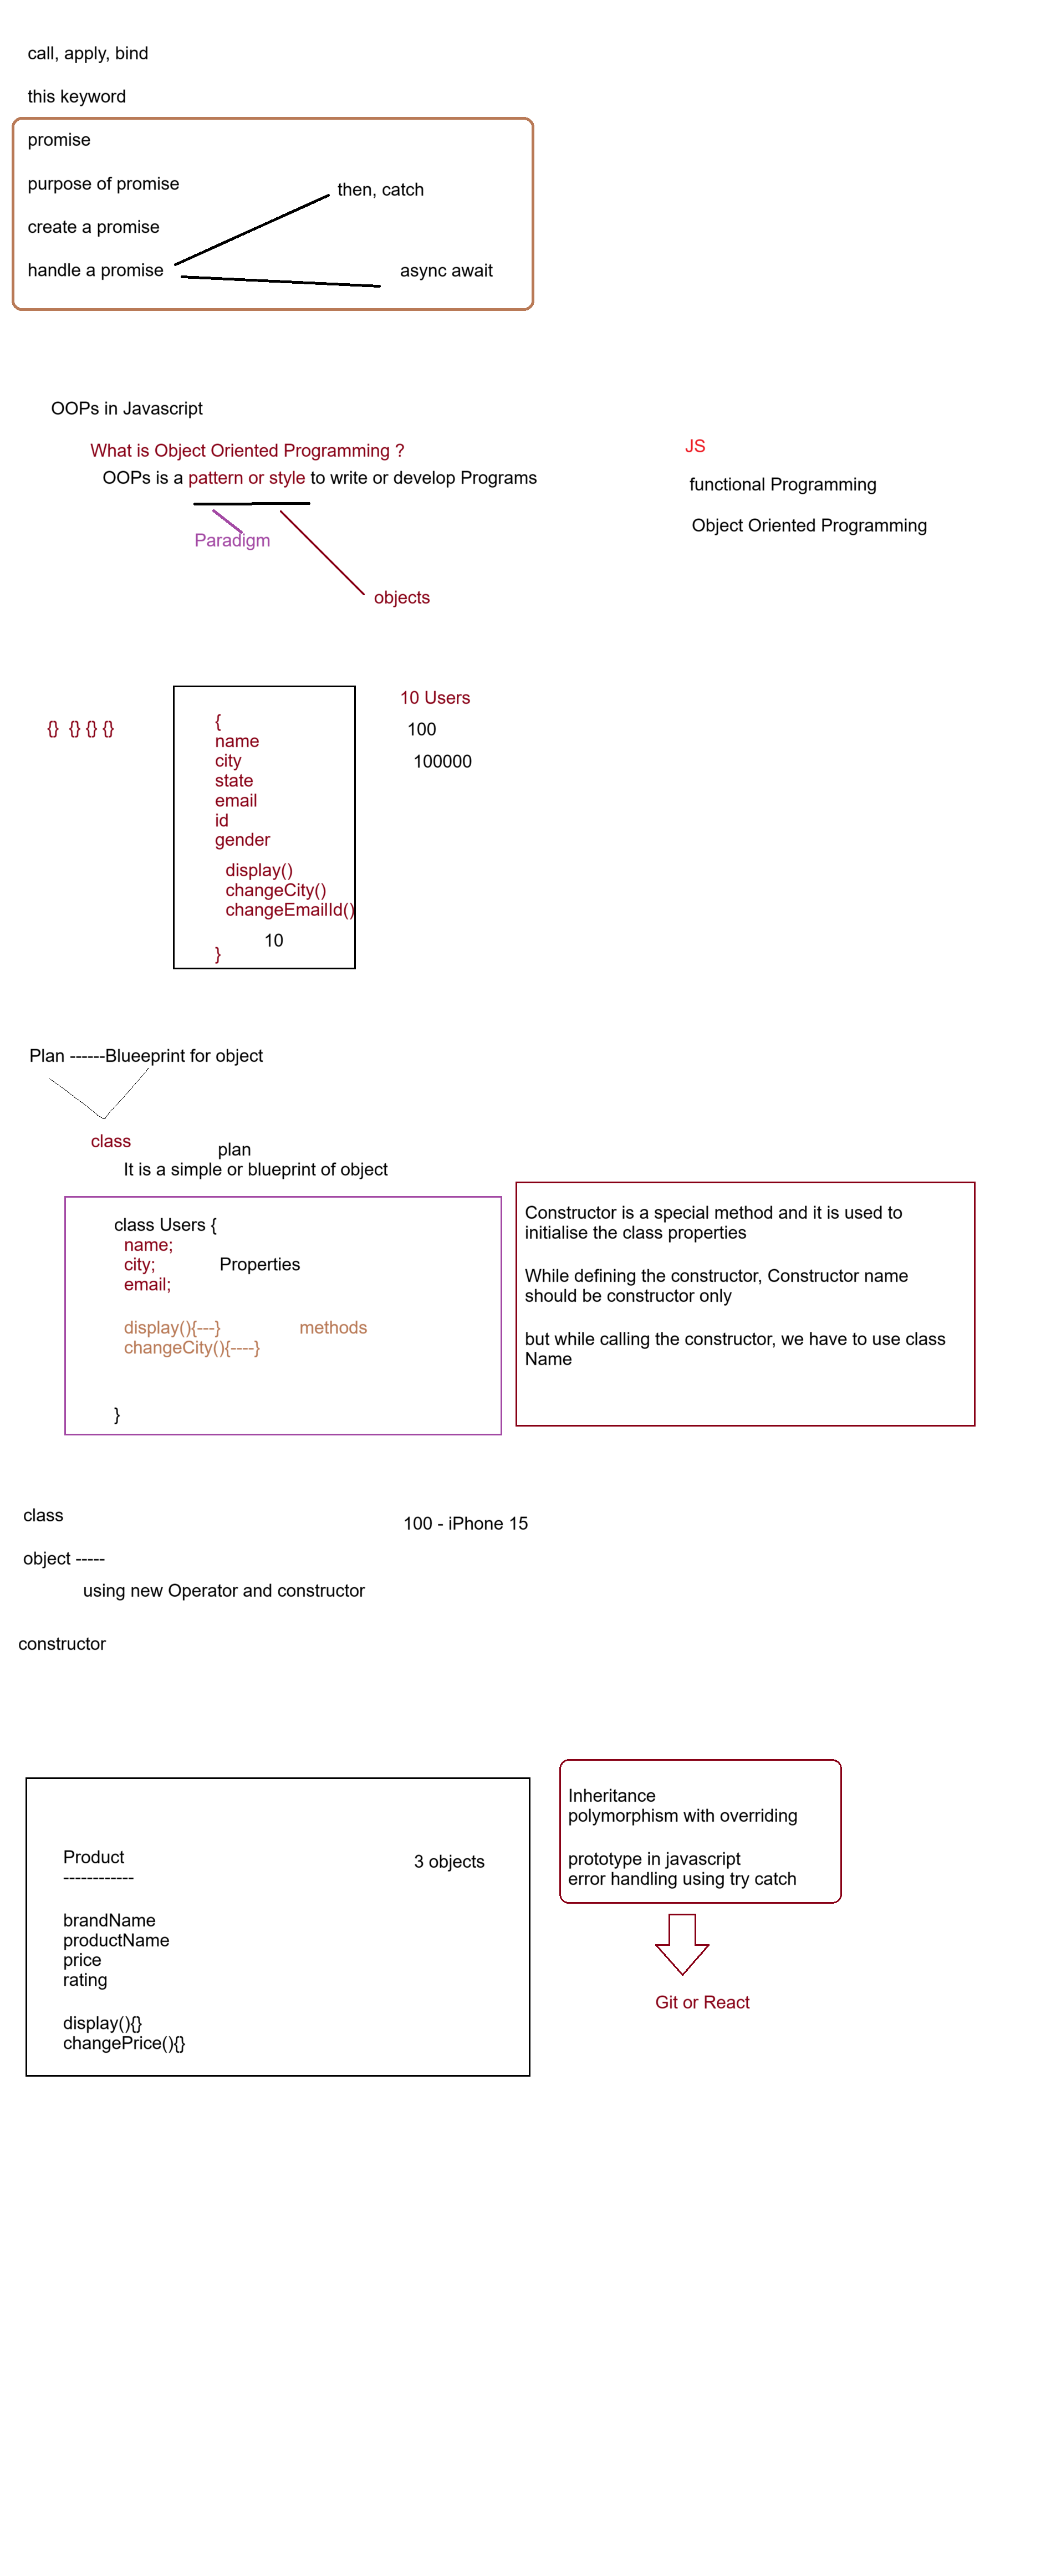 call, apply, bind
this keyword
promise
purpose of promise
then, catch
create a promise
handle a promise
async await
OOPs in Javascript
What is Object Oriented Programming ?
OOPs is a pattern or style to write or develop Programs
Paradigm
objects
JS
functional Programming
Object Oriented Programming
{} {} {} {}
{
name
city
state
email
id
gender
display()
changeCity()
changeEmailId()
10
}
10 Users
100
100000
Plan ------Blueeprint for object
class
plan
It is a simple or blueprint of object
class Users {
name;
city; Properties
email;
display(){---} methods
changeCity(){----}
}
Constructor is a special method and it is used to
initialise the class properties
While defining the constructor, Constructor name
should be constructor only
but while calling the constructor, we have to use class
Name
class
100 - iPhone 15
object -----
using new Operator and constructor
constructor
Product
------------
3 objects
brandName
productName
price
rating
display(){}
changePrice(){}
Inheritance
polymorphism with overriding
prototype in javascript
error handling using try catch
Git or React